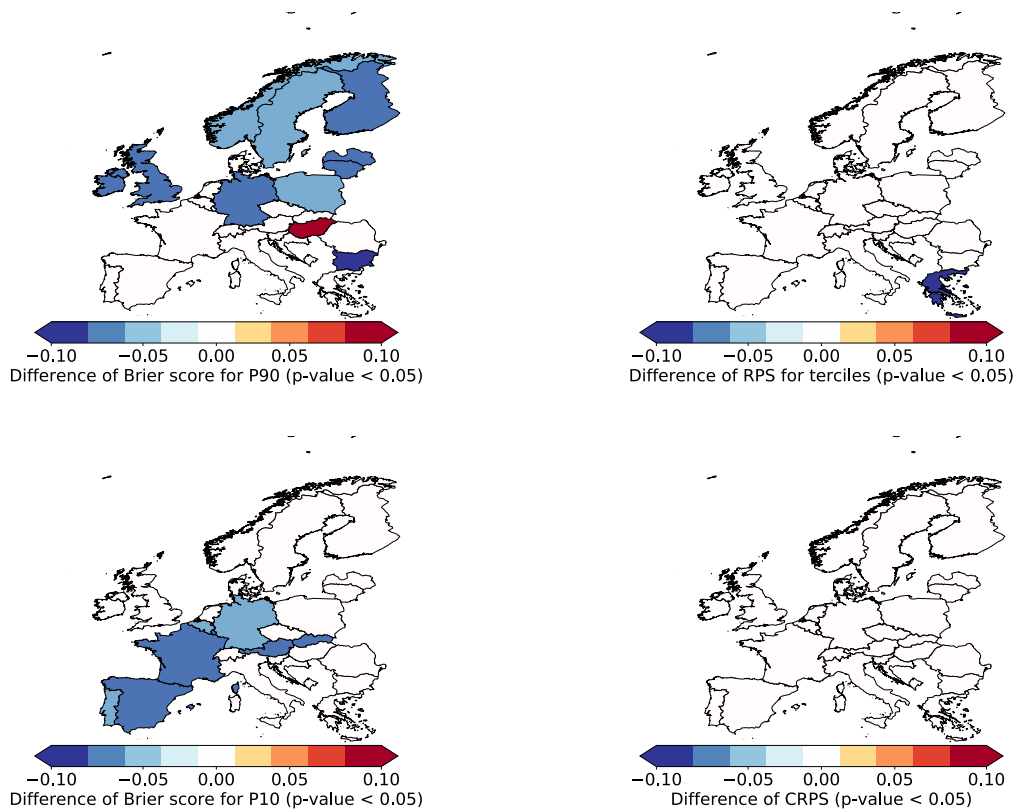 −0.10 −0.05 0.00 0.05 0.10
Difference of Brier score for P90 (p-value < 0.05)
−0.10 −0.05 0.00 0.05 0.10
Difference of RPS for terciles (p-value < 0.05)
−0.10 −0.05 0.00 0.05 0.10
Difference of Brier score for P10 (p-value < 0.05)
−0.10 −0.05 0.00 0.05 0.10
Difference of CRPS (p-value < 0.05)